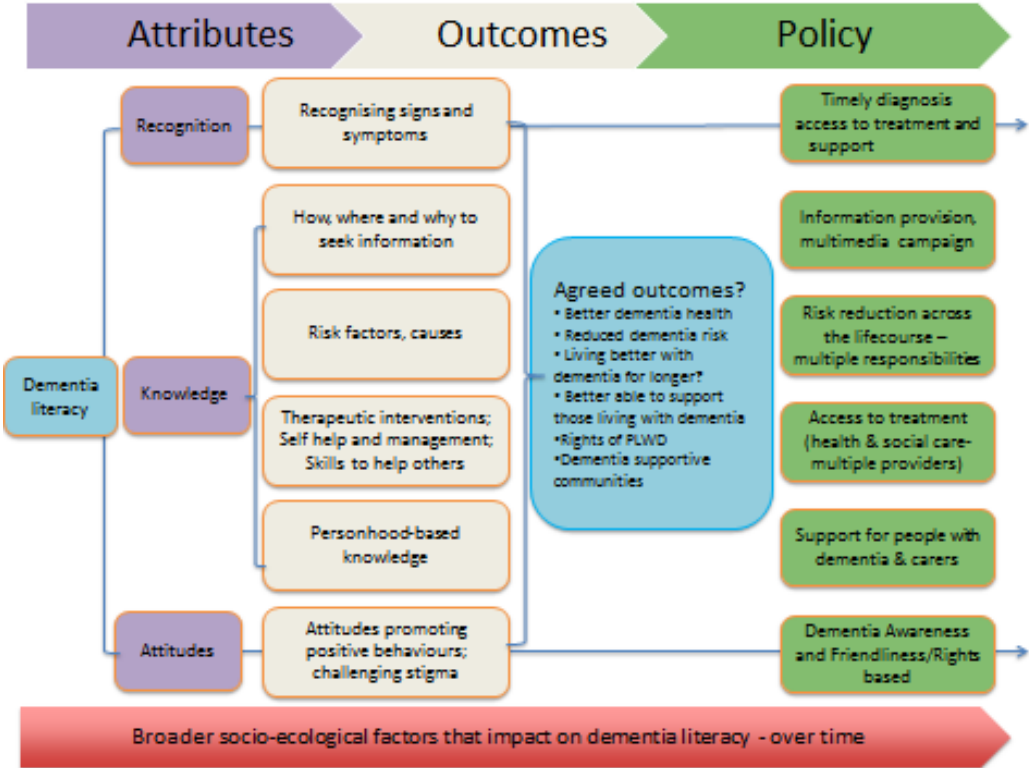 Attributes
Outcomes
Policy
Recognition
Recognising signs and
symptoms
Timely diagnosis
access to treatment and
support
How, where and why to
seek information
Information provision,
multimedia campaign
Agreed outcomes?
• Better dementia health
• Reduced dementia risk
• Living better with
dementia for longer?
• Better able to support
those living with dementia
•Rights of PLWD
•Dementia supportive
communities
Risk factors, causes
Risk reduction across
the lifecourse –
multiple responsibilities
Dementia
literacy
Knowledge
Therapeutic interventions;
Self help and management;
Skills to help others
Access to treatment
(health & social care-
multiple providers)
Personhood-based
knowledge
Support for people with
dementia & carers
Attitudes
Attitudes promoting
positive behaviours;
challenging stigma
Dementia Awareness
and Friendliness/Rights
based
Broader socio-ecological factors that impact on dementia literacy - over time